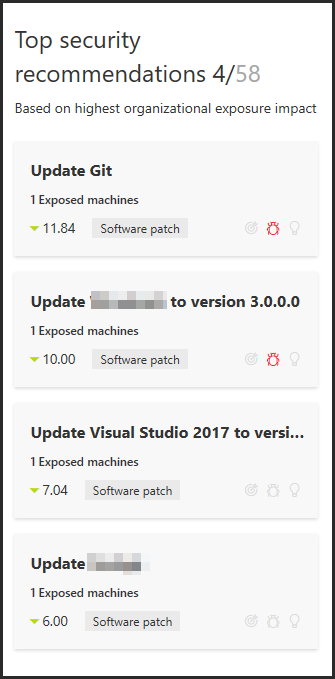 Top security
recommendations 4/58
Based on highest organizational exposure impact
Update Git
1 Exposed machines
11.84 Software patch
Update to version 3.0.0.0
1 Exposed machines
10.00 Software patch
Update Visual Studio 2017 to versi...
1 Exposed machines
7.04 Software patch
Update
1 Exposed machines
6.00 Software patch